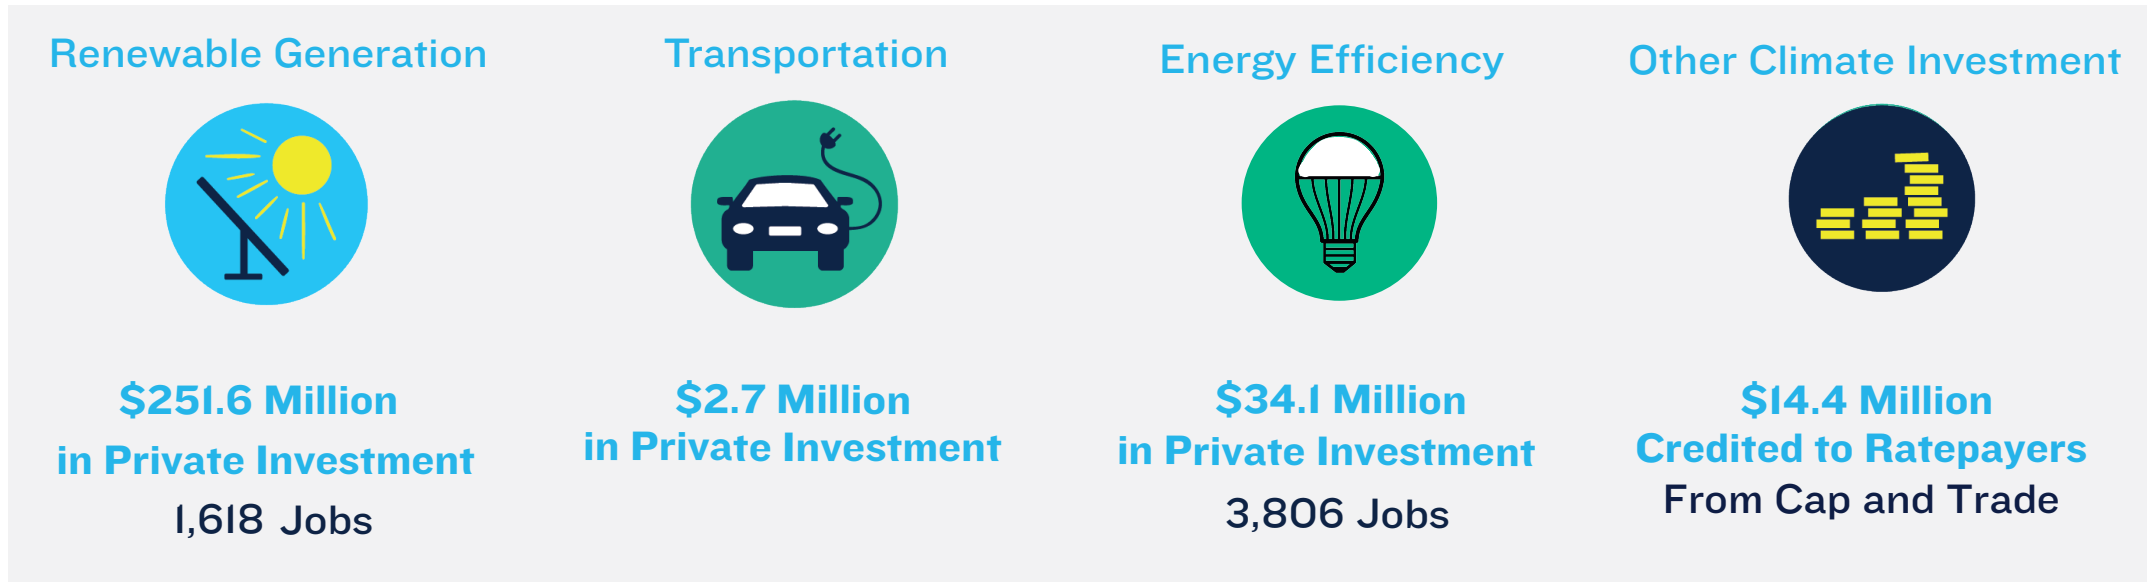 Renewable Generation
$251.6 Million
in Private Investment
1,618 Jobs
Transportation
$2.7 Million
in Private Investment
Energy Efficiency
$34.1 Million
in Private Investment
3,806 Jobs
Other Climate Investment
$14.4 Million
Credited to Ratepayers
From Cap and Trade